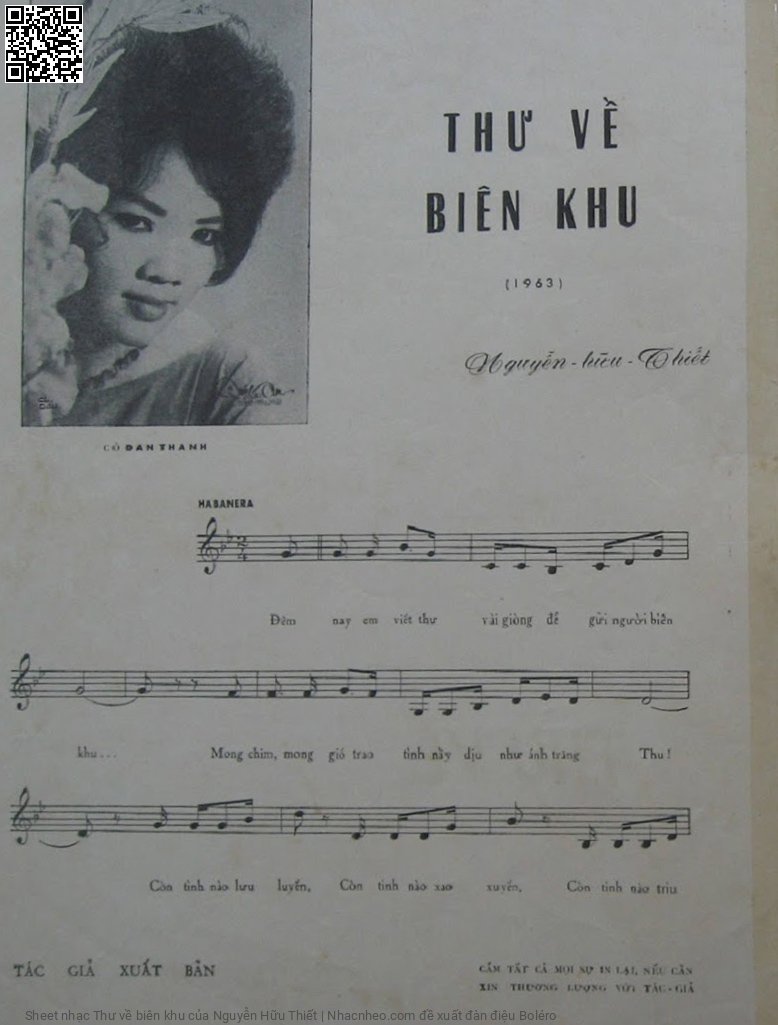 THƯ VỀ
BIÊN KHU
(1963)
Nguyễn-hữu-Thiết
CÔ ĐAN THANH
HABANERA
Đêm nay em viết thư vài giòng để gửi người biên
khu... Mong chim, mong gió trao tình nầy dịu như ánh trăng Thu!
Còn tình nào lưu luyến, Còn tình nào xao xuyến, Còn tình nào trìu
TÁC GIẢ XUẤT BẢN
CẤM TẤT CẢ MỌI SỰ IN LẠI, NẾU CẦN
XIN THƯƠNG LƯỢNG VỚI TÁC-GIẢ
Sheet nhạc Thư về biên khu của Nguyễn Hữu Thiết | Nhacnheo.com đề xuất đàn điệu Boléro